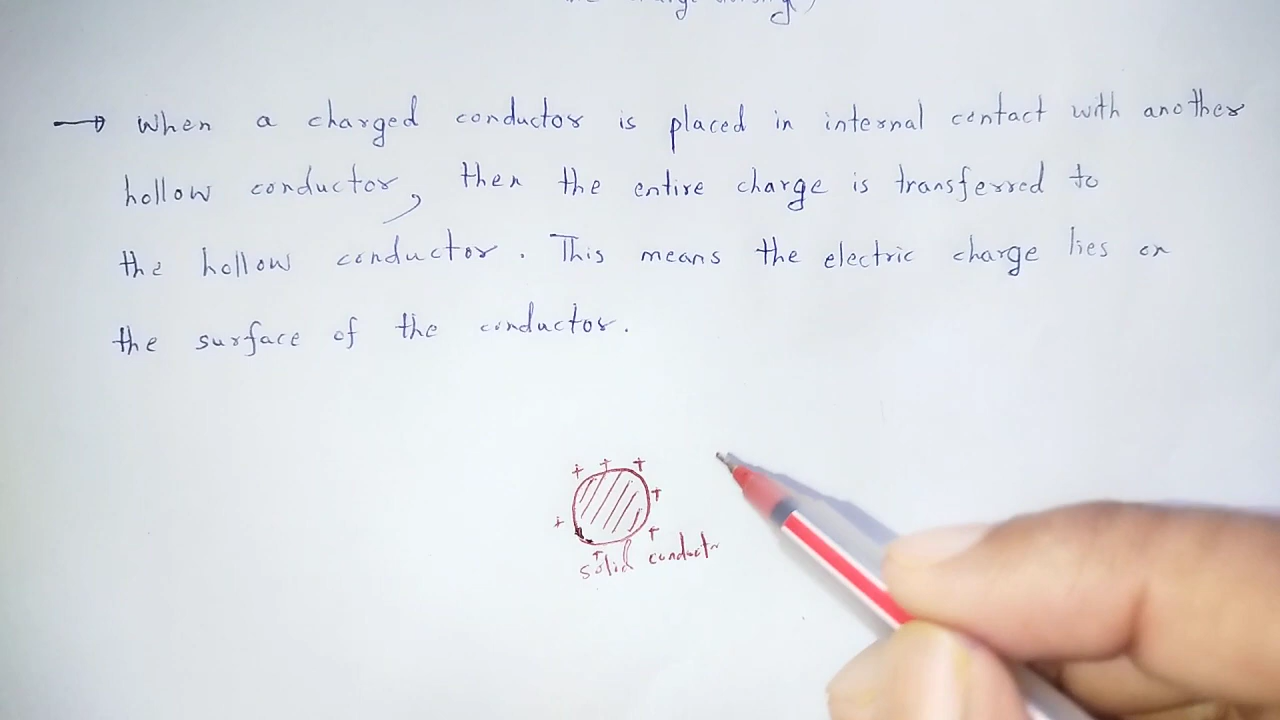 → When a charged conductor is placed in internal contact with another
hollow conductor, then the entire charge is transferred to
the hollow conductor. This means the electric charge lies on
the surface of the conductor.
+ + +
+
+ +
+
solid conductr